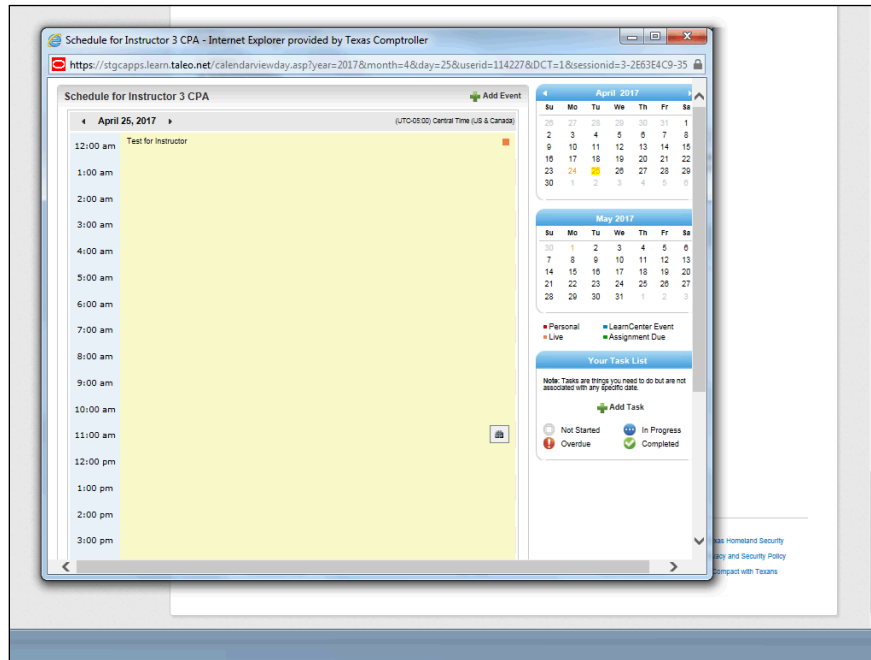 Schedule for Instructor 3 CPA - Internet Explorer provided by Texas Comptroller
https://stgcapps.learn.taleo.net/calendarviewday.asp?year=2017&month=4&day=25&userid=114227&DCT=1&sessionid=3-2E63E4C9-35
Schedule for Instructor 3 CPA
Add Event
April 25, 2017
(UTC-05:00) Central Time (US & Canada)
12:00 am Test for Instructor
1:00 am
2:00 am
3:00 am
4:00 am
5:00 am
6:00 am
7:00 am
8:00 am
9:00 am
10:00 am
11:00 am
12:00 pm
1:00 pm
2:00 pm
3:00 pm
April 2017
Su Mo Tu We Th Fr Sa
26 27 28 29 30 31 1
2 3 4 5 6 7 8
9 10 11 12 13 14 15
16 17 18 19 20 21 22
23 24 25 26 27 28 29
30 1 2 3 4 5 6
May 2017
Su Mo Tu We Th Fr Sa
30 1 2 3 4 5 6
7 8 9 10 11 12 13
14 15 16 17 18 19 20
21 22 23 24 25 26 27
28 29 30 31 1 2 3
Personal LearnCenter Event
Live Assignment Due
Your Task List
Note: Tasks are things you need to do but are not
associated with any specific date.
Add Task
Not Started In Progress
Overdue Completed
Homeland Security
and Security Policy
Compact with Texans